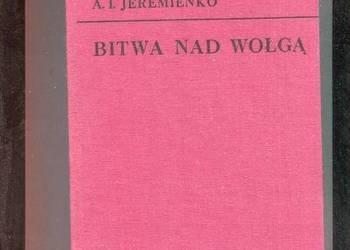 A. I. JEREMIENKO
BITWA NAD WOŁGĄ